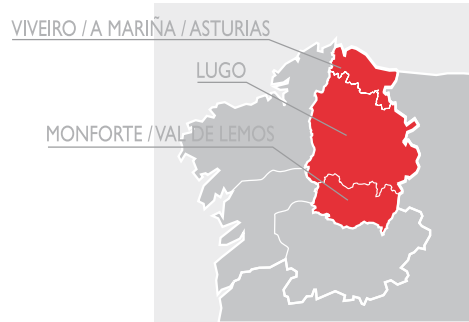 VIVEIRO / A MARIÑA / ASTURIAS
LUGO
MONFORTE / VAL DE LEMOS